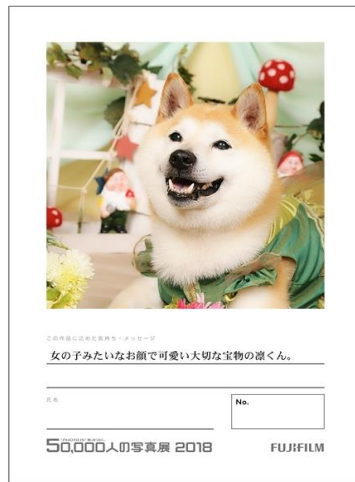 この作品に込めた気持ち・メッセージ
女の子みたいなお顔で可愛い大切な宝物の凛くん。
氏名
No.
50,000人の写真展 2018
FUJIFILM